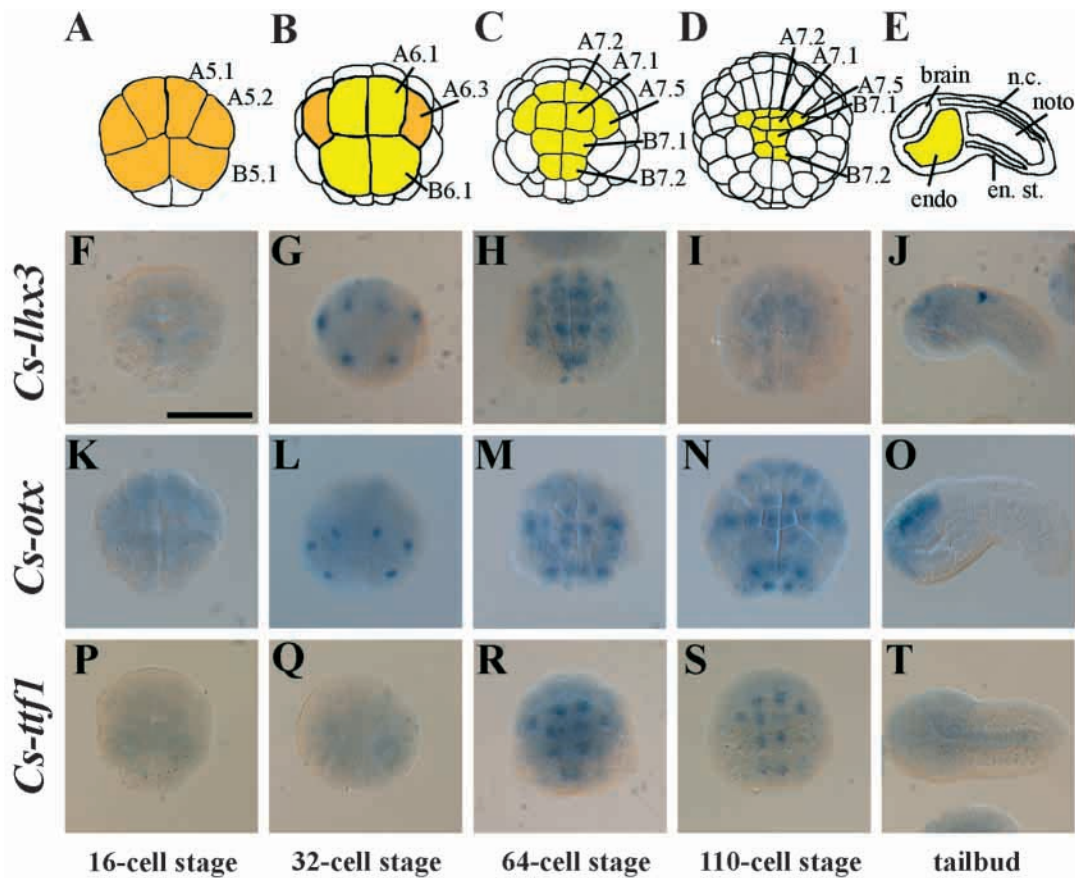 A B C D E
A5.1
A5.2
B5.1
A6.1
A6.3
B6.1
A7.2
A7.1
A7.5
B7.1
B7.2
A7.2
A7.1
A7.5
B7.1
B7.2
brain
n.c.
noto
endo
en. st.
Cs-lhx3
F G H I J
Cs-otx
K L M N O
Cs-ttf1
P Q R S T
16-cell stage 32-cell stage 64-cell stage 110-cell stage tailbud